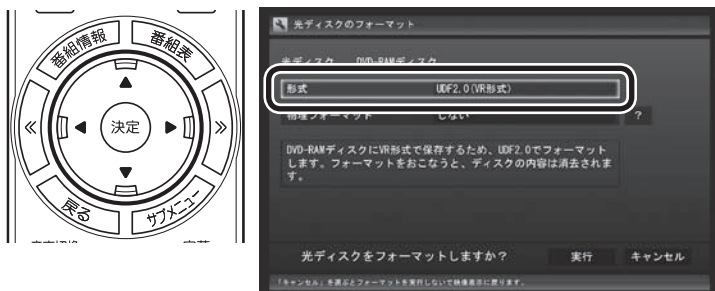 番組情報
番組表
決定
戻る
サブメニュー
光ディスクのフォーマット
光ディスク DVD-RAMディスク
形式 UDF2.0(VR形式)
物理フォーマット しない ?
DVD-RAMディスクにVR形式で保存するため、UDF2.0でフォーマット
します。フォーマットをおこなうと、ディスクの内容は消去されま
す。
光ディスクをフォーマットしますか? 実行 キャンセル
「キャンセル」を選ぶとフォーマットを実行しないで映像表示に戻ります。